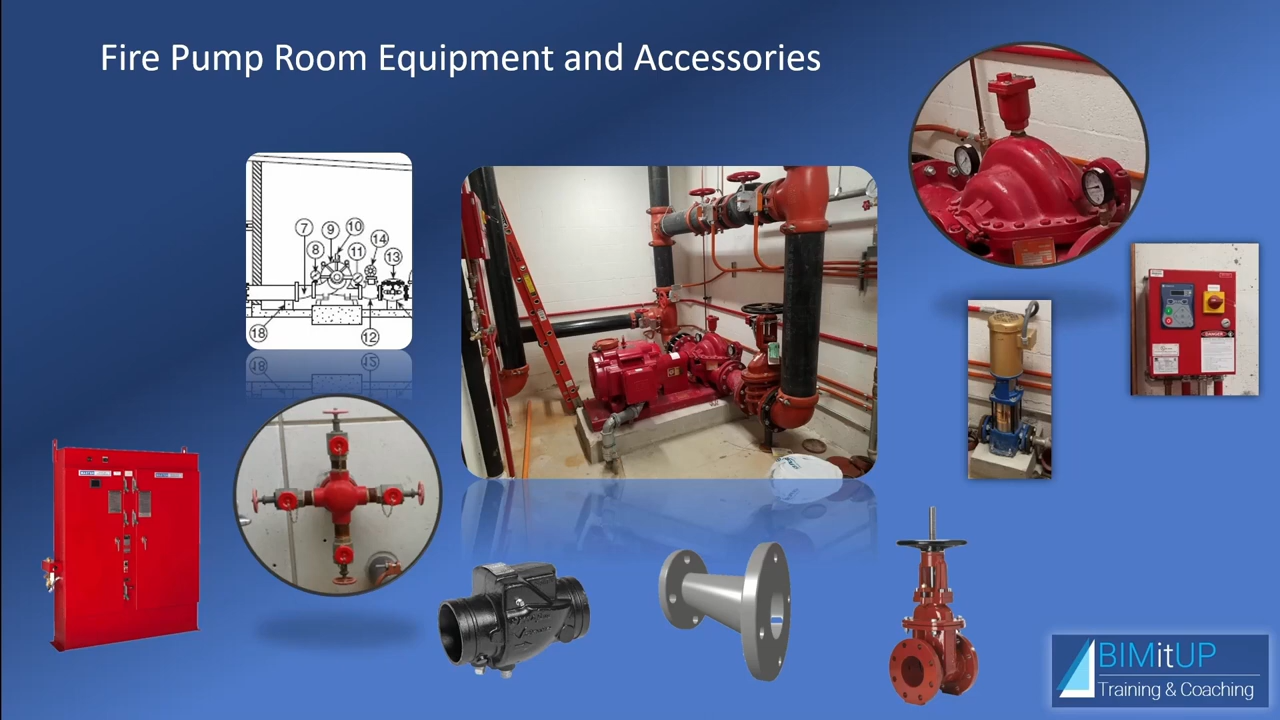 Fire Pump Room Equipment and Accessories
7
9
10
8
11
14
13
18
12
DANGER
BIMitUP
Training & Coaching